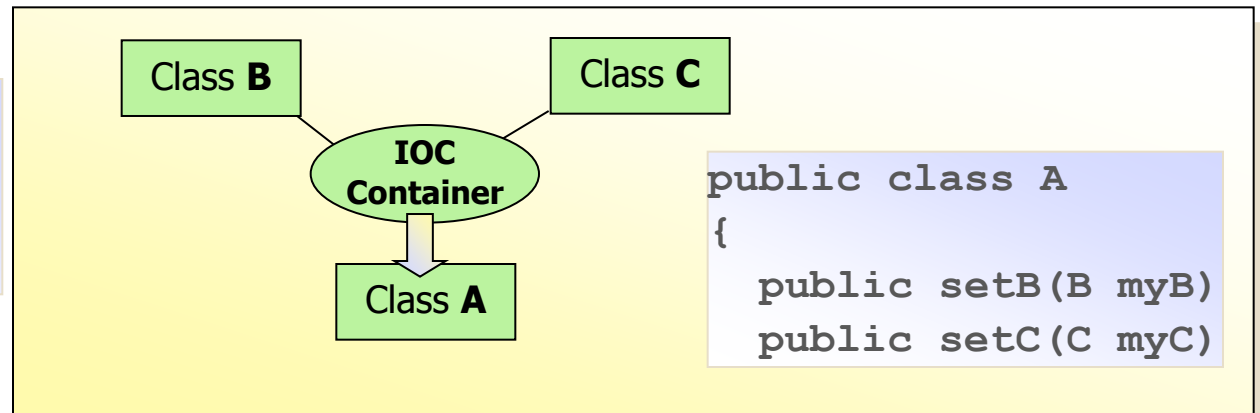 Class B
Class C
IOC
Container
Class A
public class A
{
public setB(B myB)
public setC(C myC)